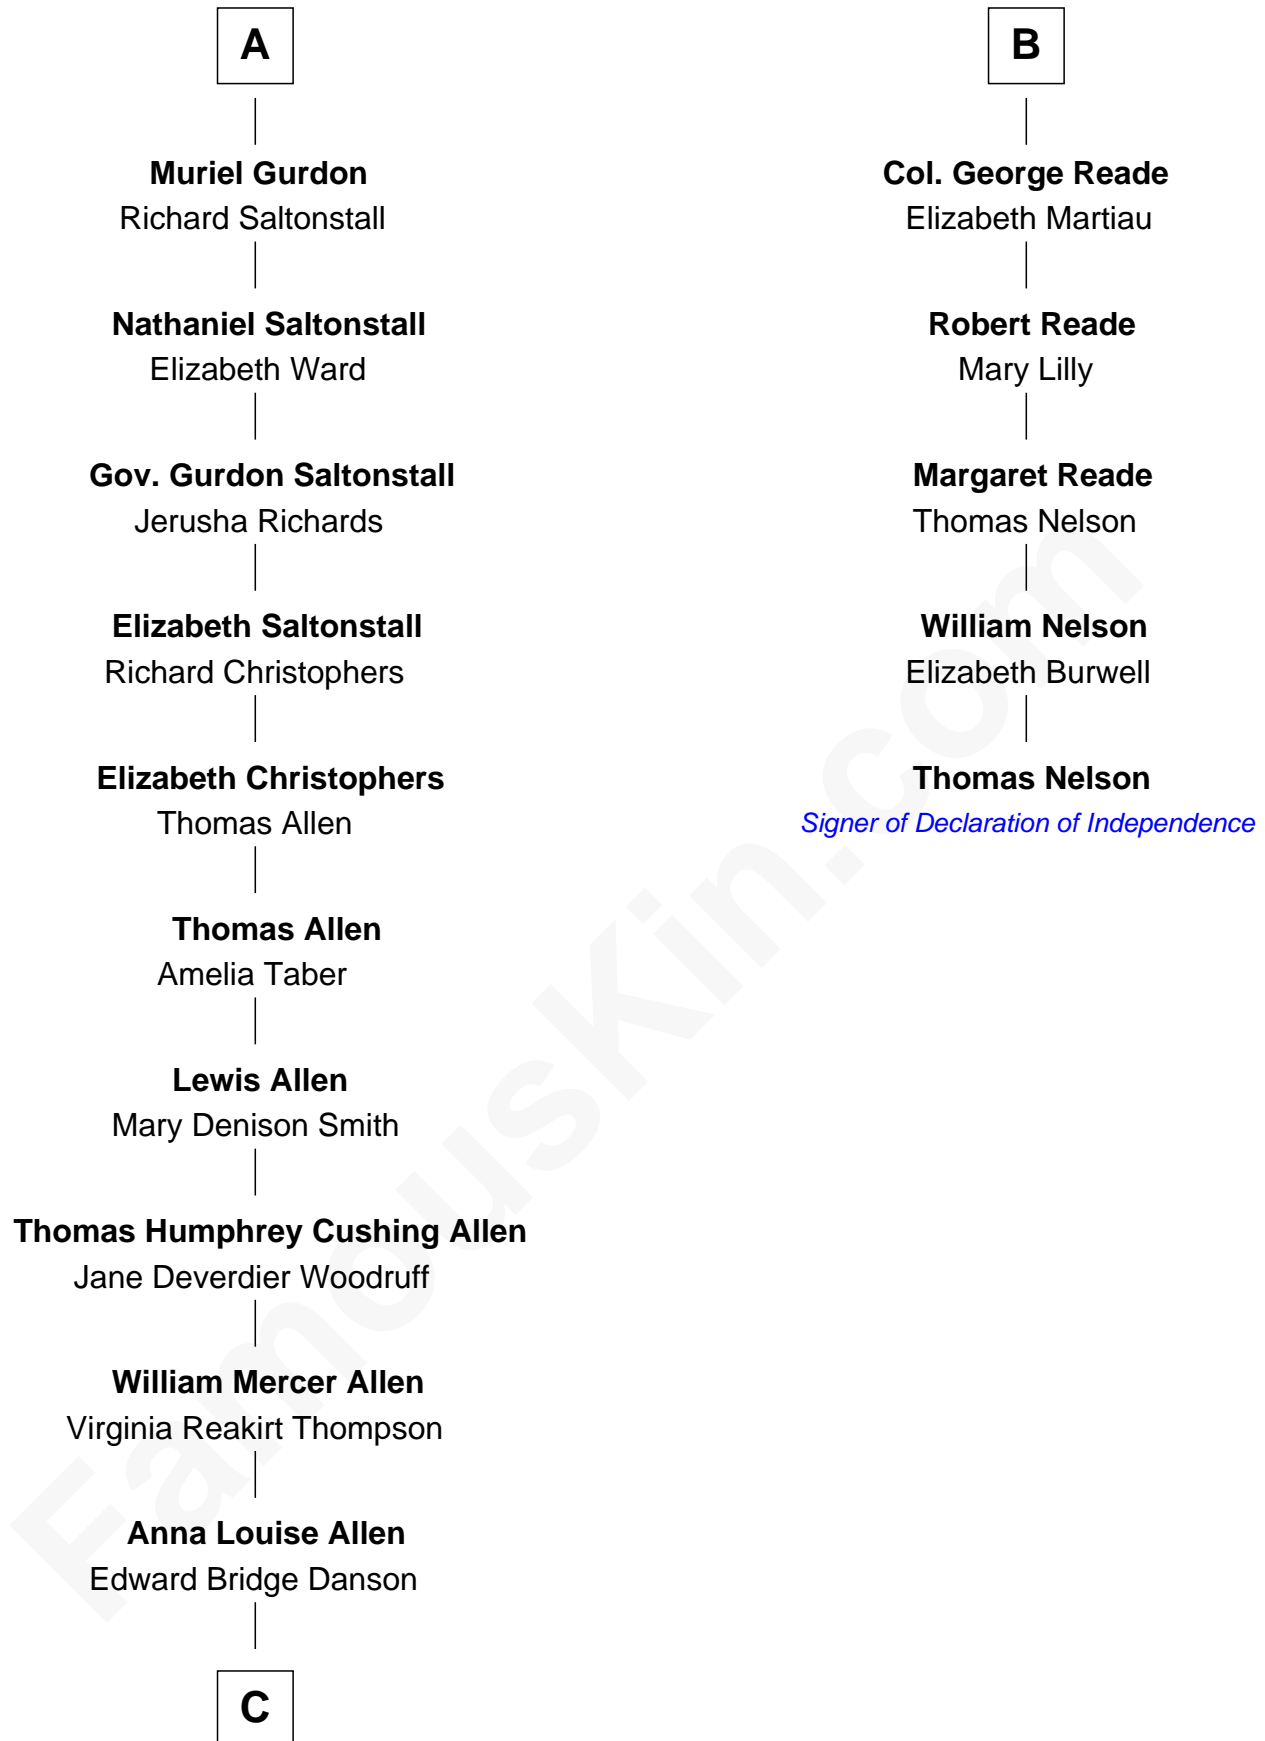 A
Muriel Gurdon
Richard Saltonstall
Nathaniel Saltonstall
Elizabeth Ward
Gov. Gurdon Saltonstall
Jerusha Richards
Elizabeth Saltonstall
Richard Christophers
Elizabeth Christophers
Thomas Allen
Thomas Allen
Amelia Taber
Lewis Allen
Mary Denison Smith
Thomas Humphrey Cushing Allen
Jane Deverdier Woodruff
William Mercer Allen
Virginia Reakirt Thompson
Anna Louise Allen
Edward Bridge Danson
C
B
Col. George Reade
Elizabeth Martiau
Robert Reade
Mary Lilly
Margaret Reade
Thomas Nelson
William Nelson
Elizabeth Burwell
Thomas Nelson
Signer of Declaration of Independence
FamousKin.com